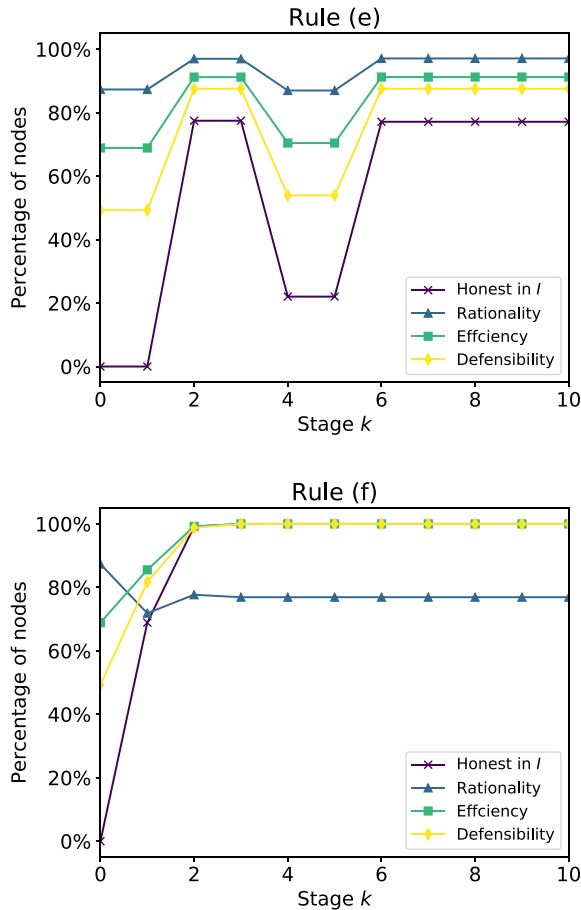 Rule (e)
Percentage of nodes
100%
80%
60%
40%
20%
0%
Honest in I
Rationality
Effciency
Defensibility
0 2 4 6 8 10
Stage k
Rule (f)
Percentage of nodes
100%
80%
60%
40%
20%
0%
Honest in I
Rationality
Effciency
Defensibility
0 2 4 6 8 10
Stage k